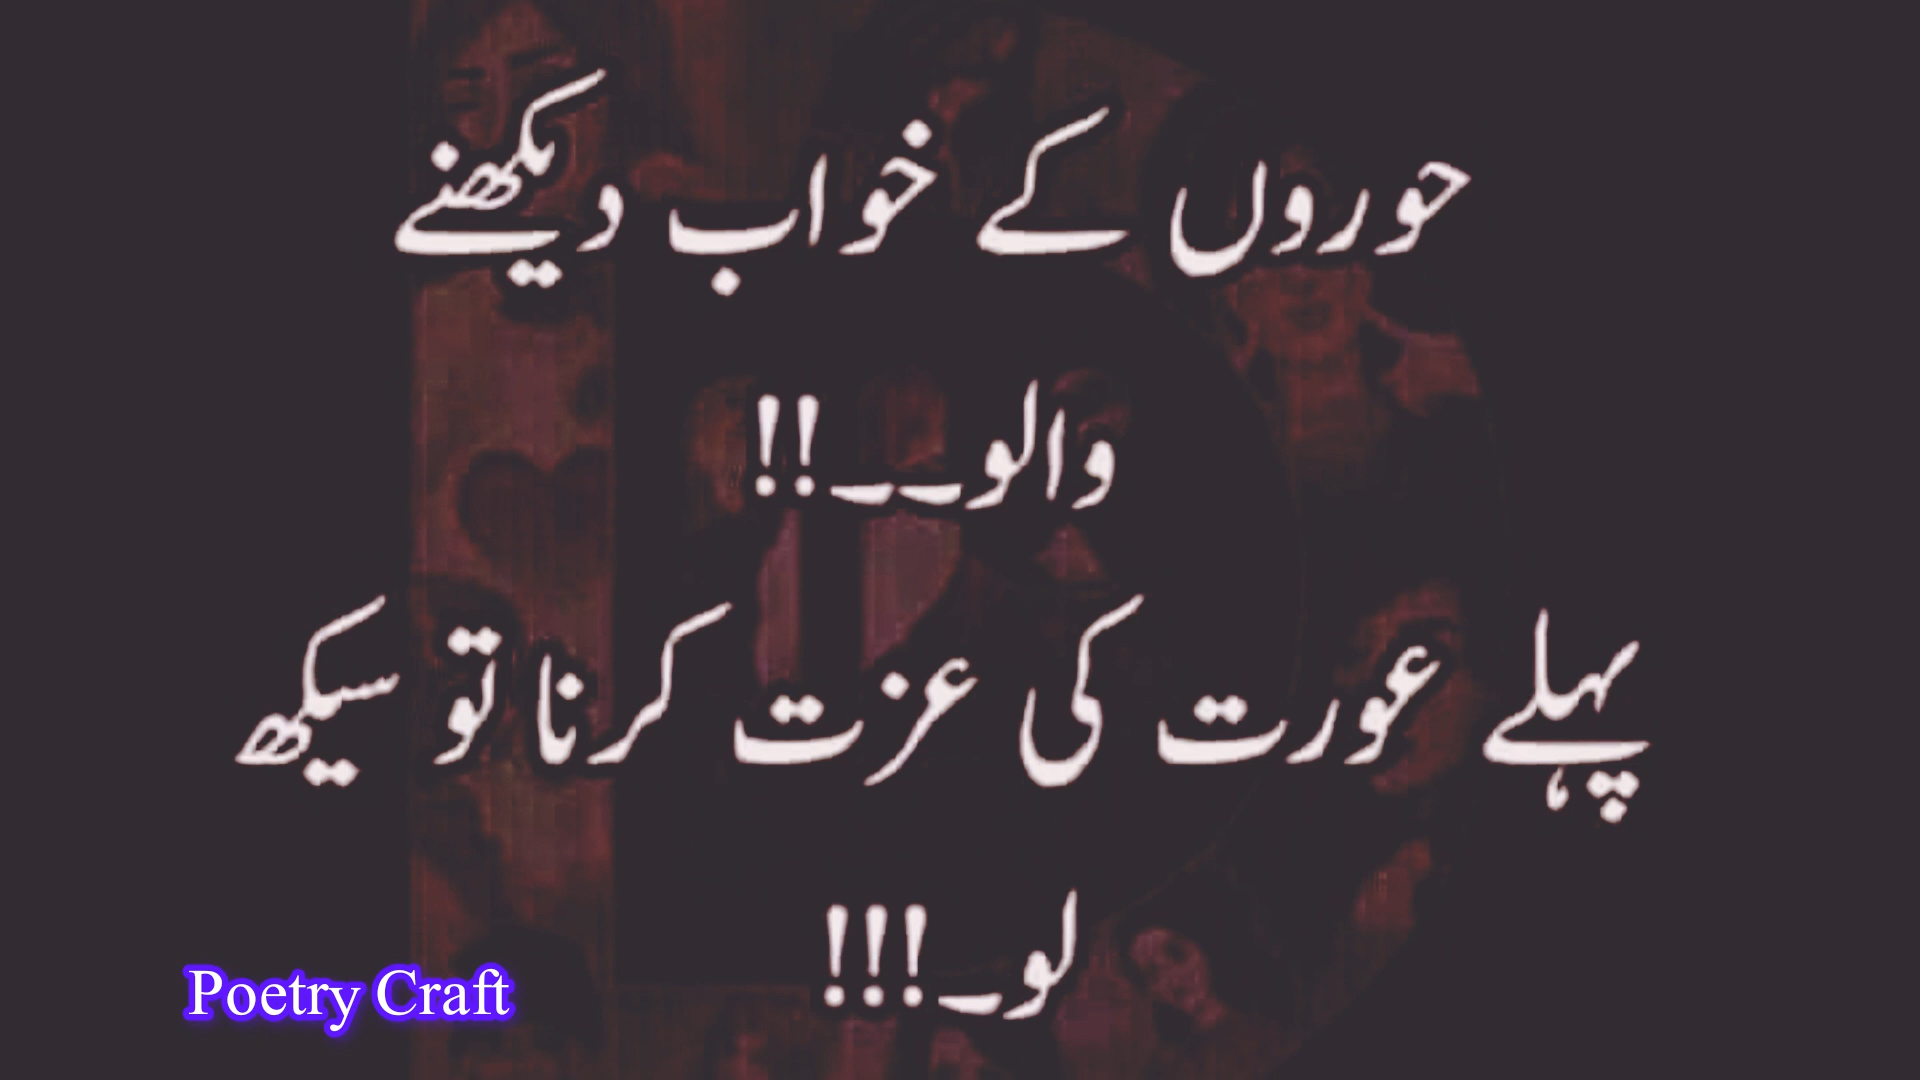 حوروں کے خواب دیکھنے
والو۔۔!!
پہلے عورت کی عزت کرنا تو سیکھ
لو۔!!!
Poetry Craft